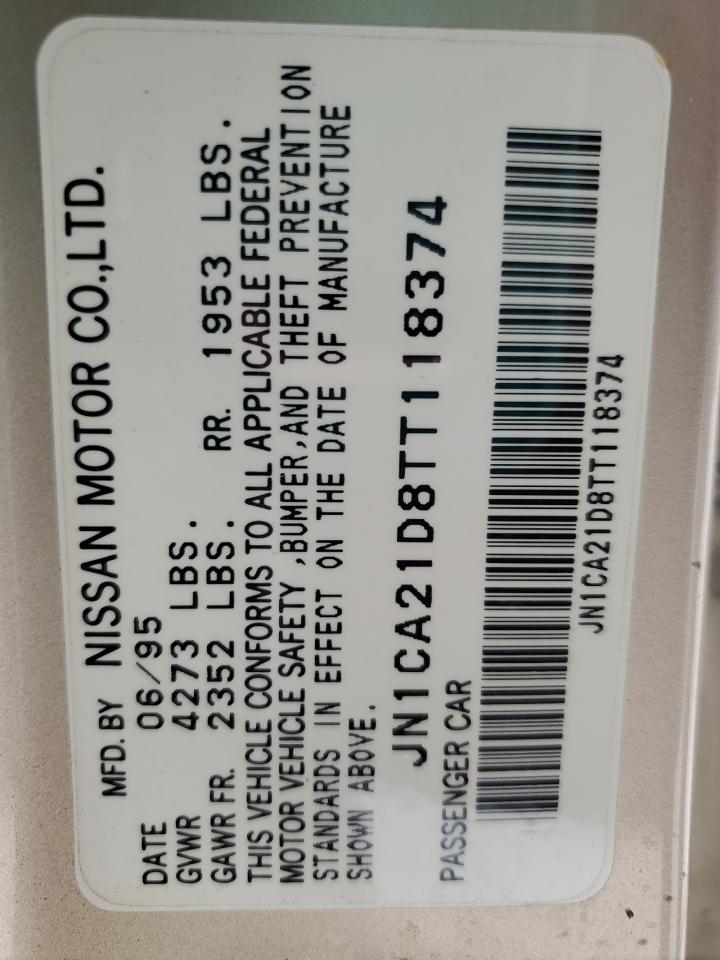 MFD. BY NISSAN MOTOR CO.,LTD.
DATE 06/95
GVWR 4273 LBS.
GAWR FR. 2352 LBS. RR. 1953 LBS.
THIS VEHICLE CONFORMS TO ALL APPLICABLE FEDERAL
MOTOR VEHICLE SAFETY ,BUMPER,AND THEFT PREVENTION
STANDARDS IN EFFECT ON THE DATE OF MANUFACTURE
SHOWN ABOVE.
JN1CA21D8TT118374
PASSENGER CAR
JN1CA21D8TT118374